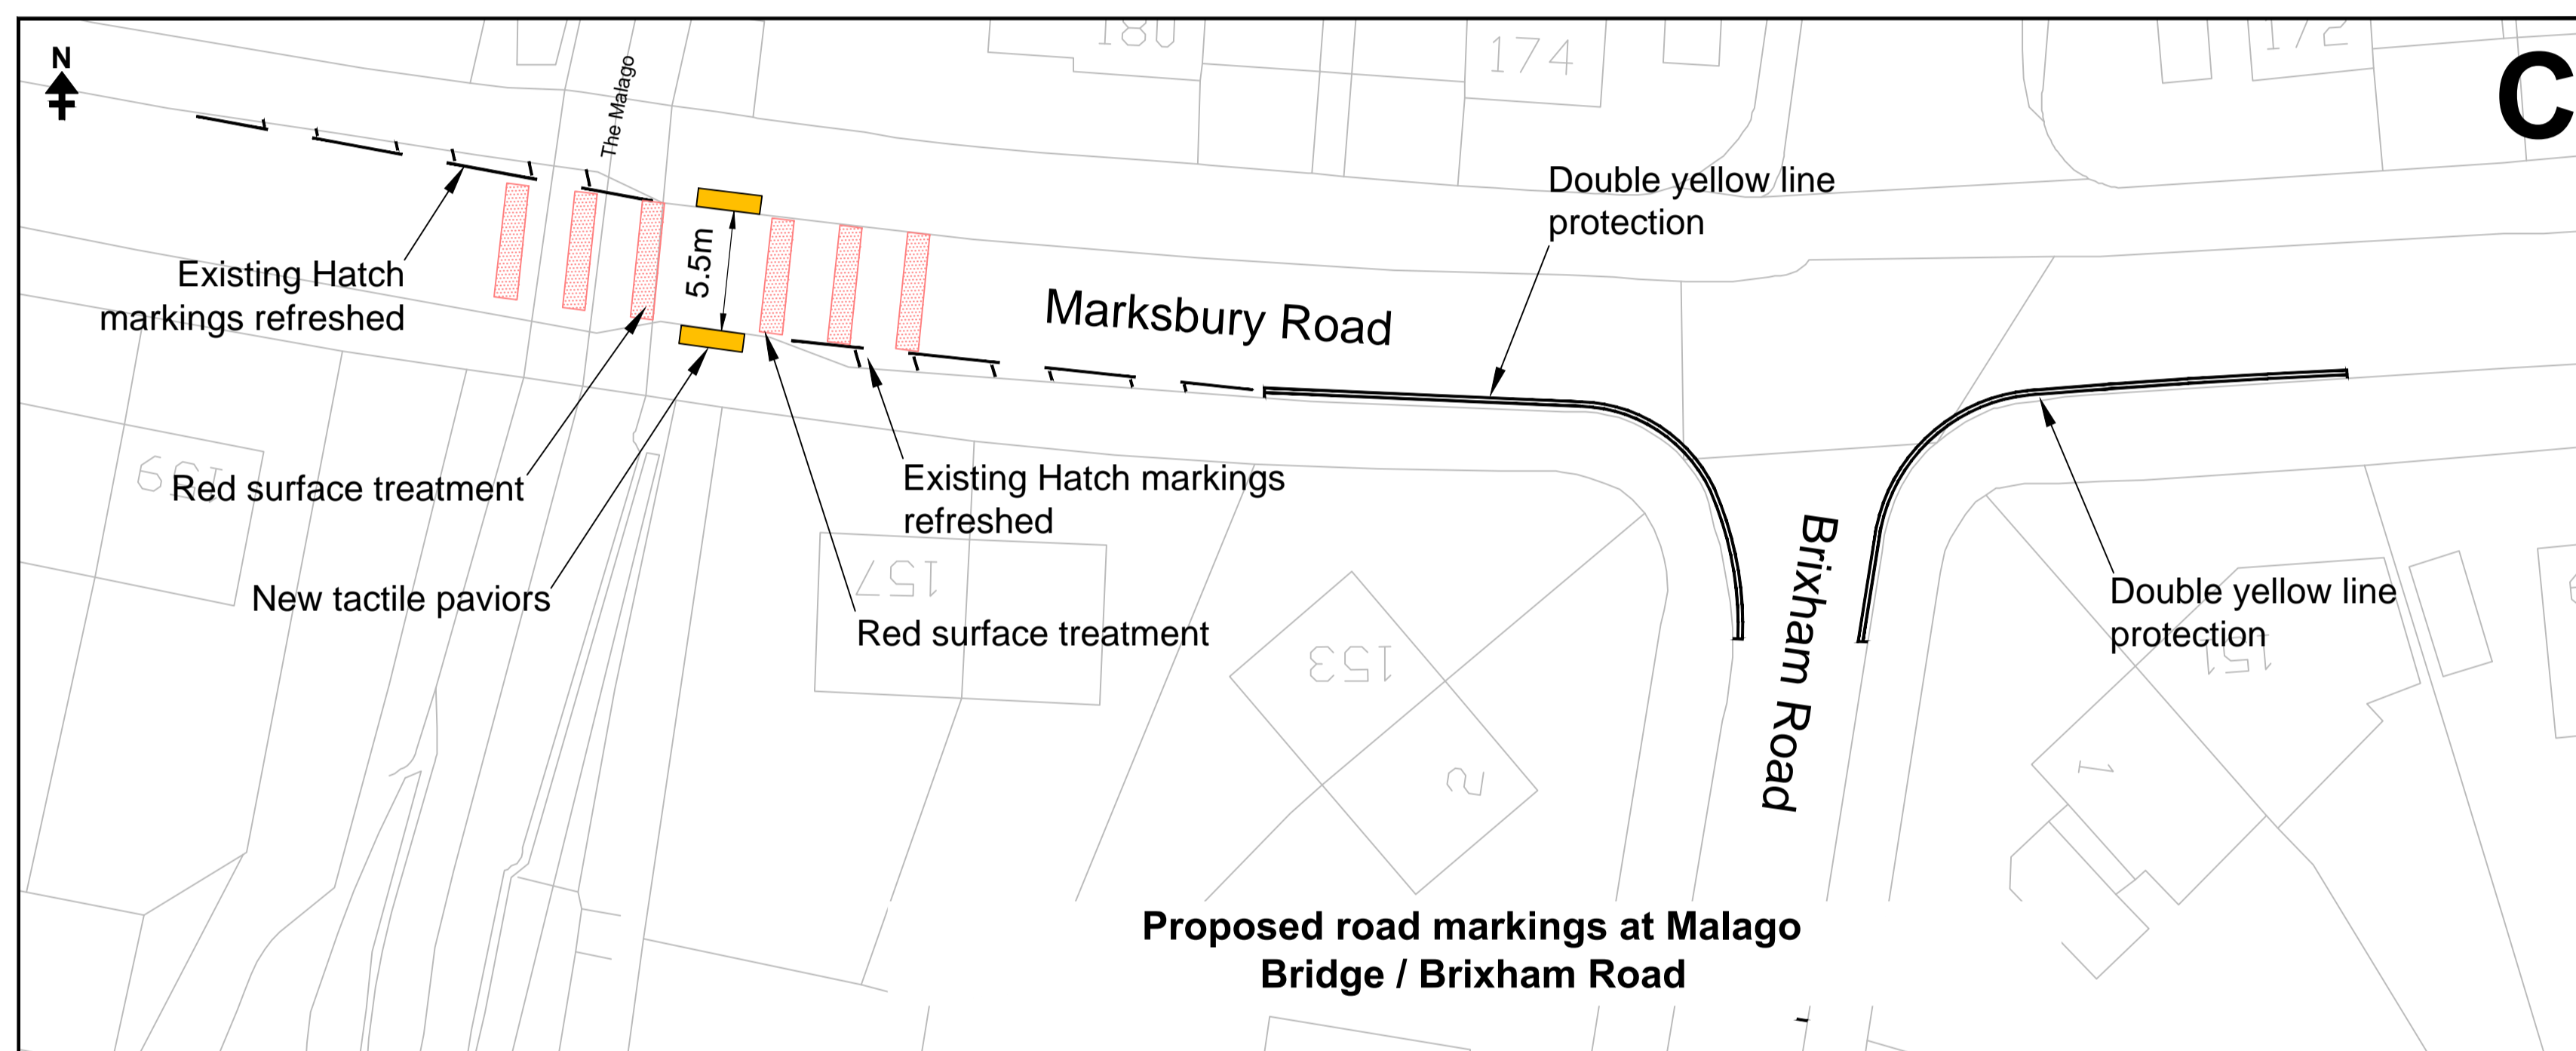 180
174
172
N
C
The Malago
Double yellow line
protection
5.5m
Existing Hatch
markings refreshed
Marksbury Road
159
Red surface treatment
Existing Hatch markings
refreshed
New tactile paviors
157
Red surface treatment
153
2
Brixham Road
Double yellow line
protection
151
1
Proposed road markings at Malago
Bridge / Brixham Road